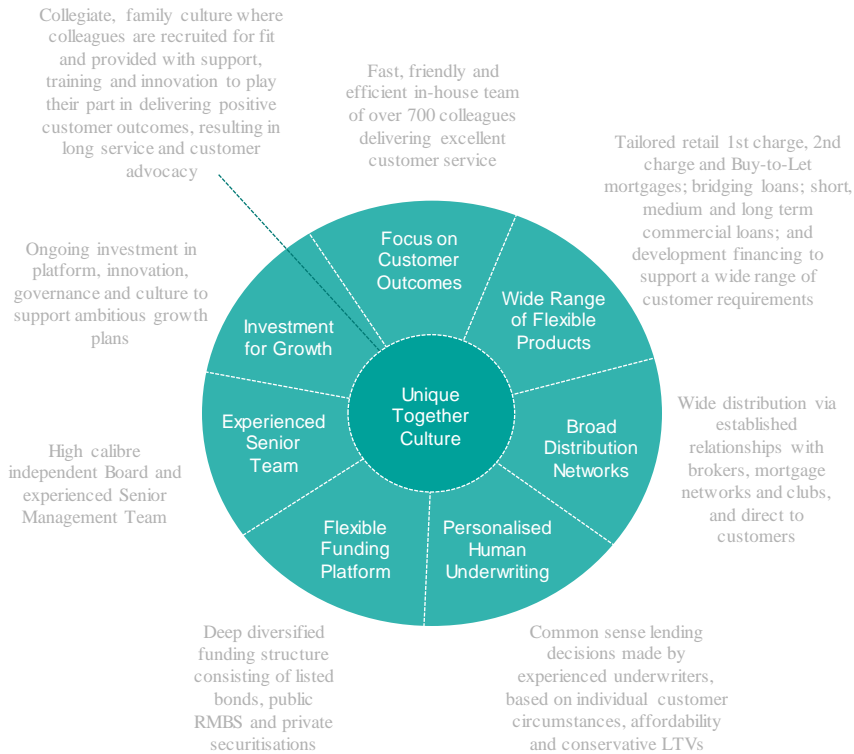 Collegiate, family culture where
colleagues are recruited for fit
and provided with support,
training and innovation to play
their part in delivering positive
customer outcomes, resulting in
long service and customer
advocacy
Fast, friendly and
efficient in-house team
of over 700 colleagues
delivering excellent
customer service
Tailored retail 1st charge, 2nd
charge and Buy-to-Let
mortgages; bridging loans; short,
medium and long term
commercial loans; and
development financing to
support a wide range of
customer requirements
Ongoing investment in
platform, innovation,
governance and culture to
support ambitious growth
plans
Focus on
Customer
Outcomes
Wide Range
of Flexible
Products
Investment
for Growth
Unique
Together
Culture
Experienced
Senior
Team
Broad
Distribution
Networks
Wide distribution via
established
relationships with
brokers, mortgage
networks and clubs,
and direct to
customers
High calibre
independent Board and
experienced Senior
Management Team
Flexible
Funding
Platform
Personalised
Human
Underwriting
Deep diversified
funding structure
consisting of listed
bonds, public
RMBS and private
securitisations
Common sense lending
decisions made by
experienced underwriters,
based on individual customer
circumstances, affordability
and conservative LTVs